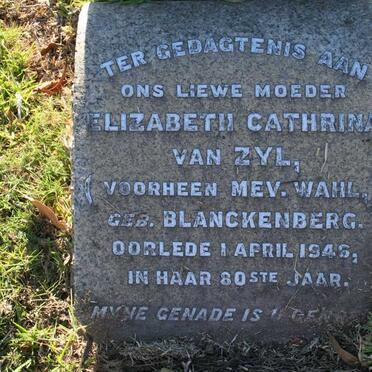 TER GEDAGTENIS AAN
ONS LIEWE MOEDER
ELIZABETH CATHRINA
VAN ZYL,
( VOORHEEN MEV. WAHL,
GEB. BLANCKENBERG.
OORLEDE 1 APRIL 1946,
IN HAAR 80STE JAAR.
MYNE GENADE IS U